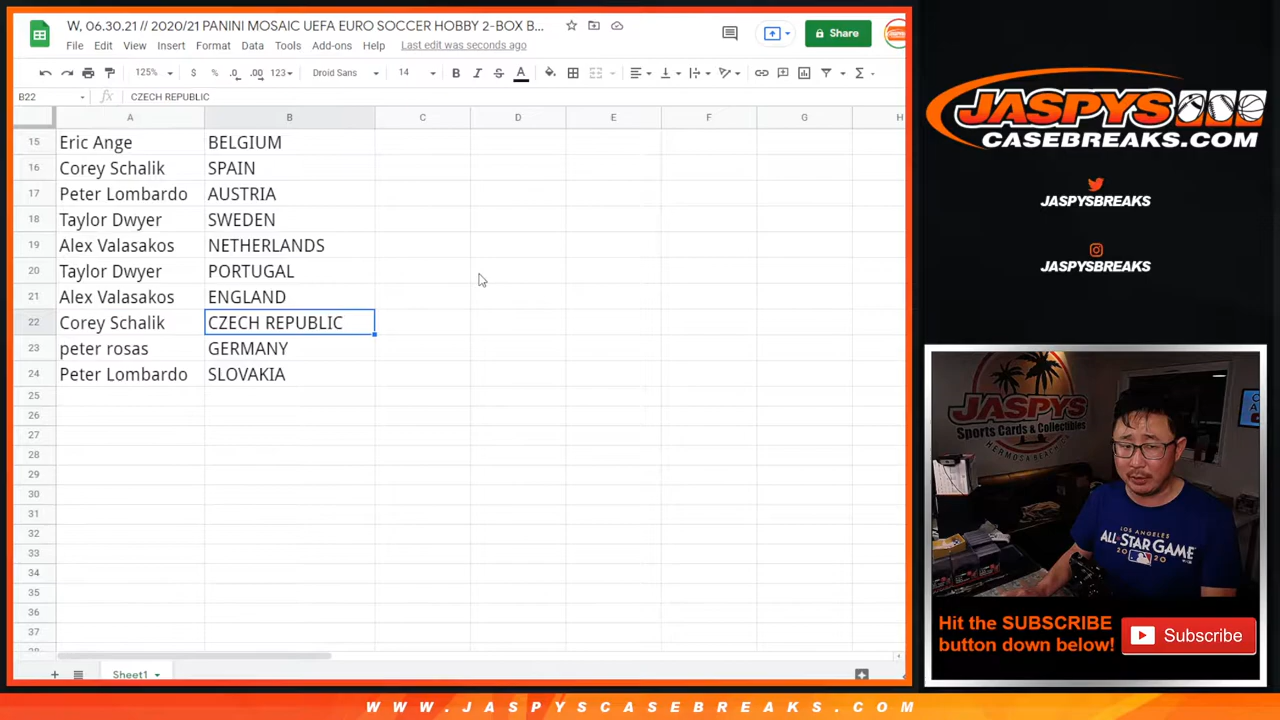 W, 06.30.21 // 2020/21 PANINI MOSAIC UEFA EURO SOCCER HOBBY 2-BOX B...
File Edit View Insert Format Data Tools Add-ons Help Last edit was seconds ago
Share
125% $ % .0 .00 123 Droid Sans 14 B I S A
B22 fx CZECH REPUBLIC
A B C D E F G H
15 Eric Ange BELGIUM
16 Corey Schalik SPAIN
17 Peter Lombardo AUSTRIA
18 Taylor Dwyer SWEDEN
19 Alex Valasakos NETHERLANDS
20 Taylor Dwyer PORTUGAL
21 Alex Valasakos ENGLAND
22 Corey Schalik CZECH REPUBLIC
23 peter rosas GERMANY
24 Peter Lombardo SLOVAKIA
25
26
27
28
29
30
31
32
33
34
35
36
37
Sheet1
JASPYS
CASEBREAKS.COM
JASPYSBREAKS
JASPYSBREAKS
JASPYS
Sports Cards & Collectibles
HERMOSA BEACH
LOS ANGELES
ALL-STAR GAME
2020
Hit the SUBSCRIBE
button down below!
Subscribe
WWW.JASPYSCASEBREAKS.COM